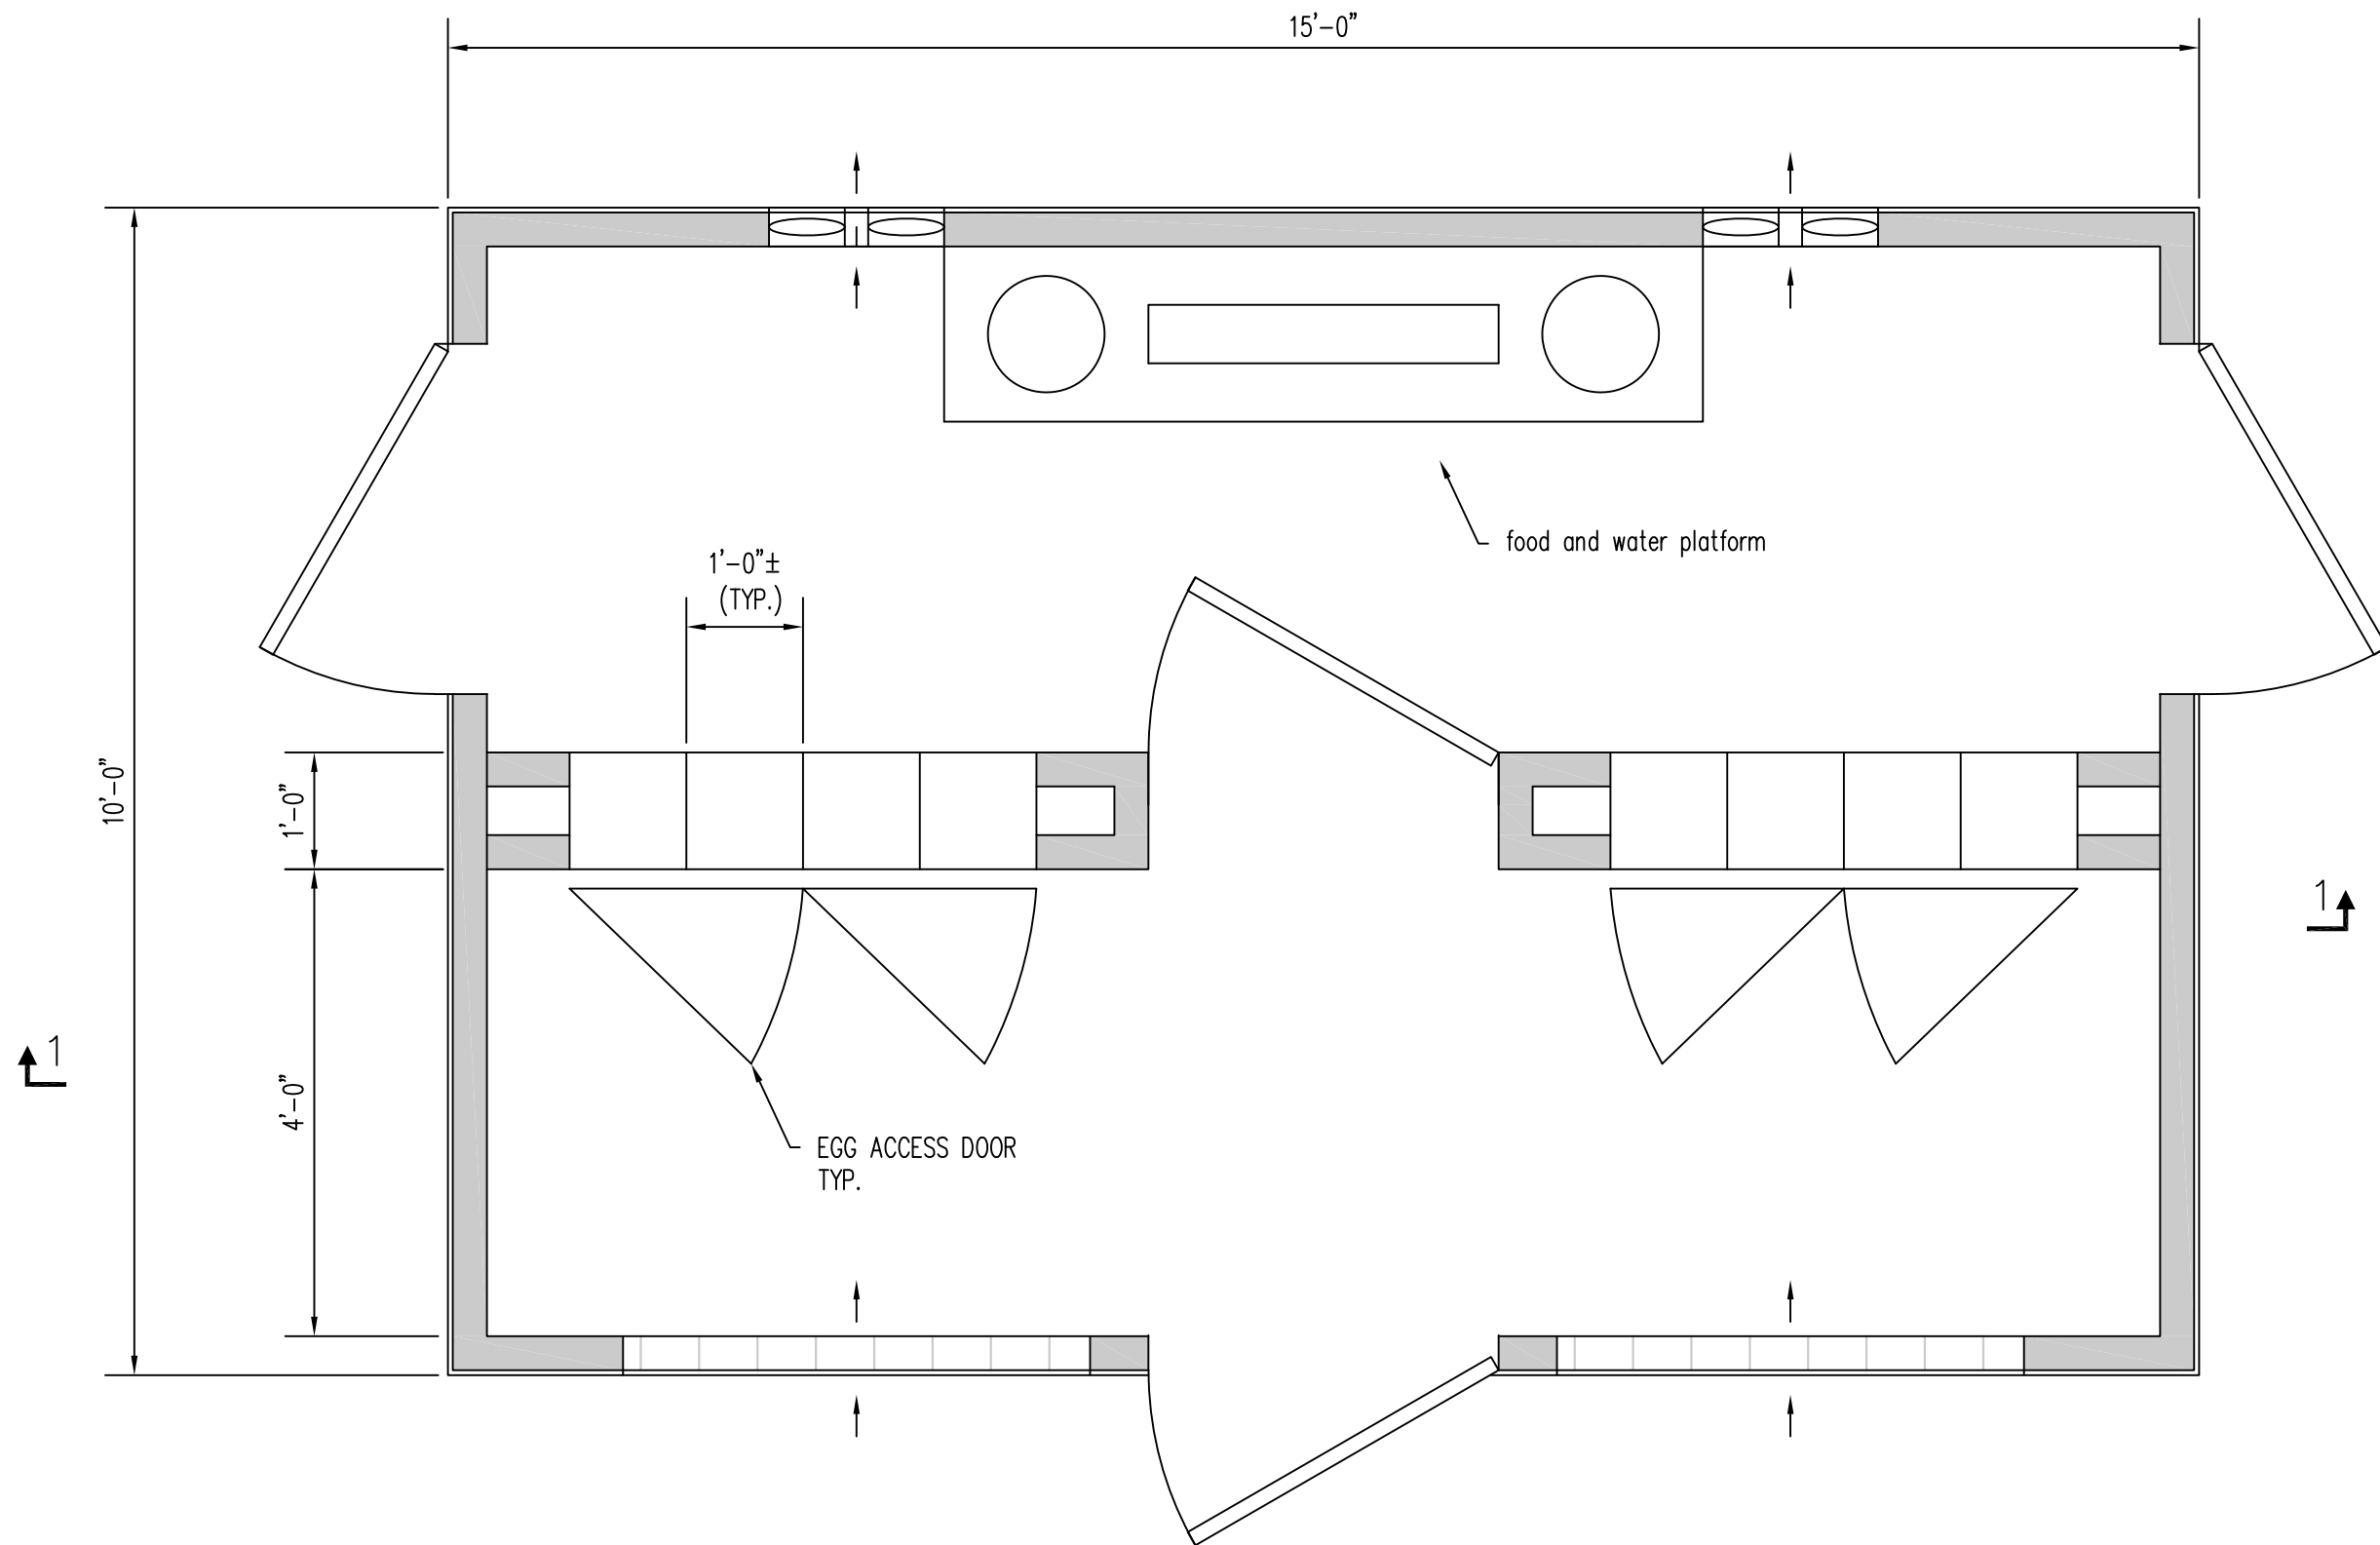 15'-0"
1'-0"±
(TYP.)
food and water platform
10'-0"
1'-0"
4'-0"
1
1
EGG ACCESS DOOR
TYP.